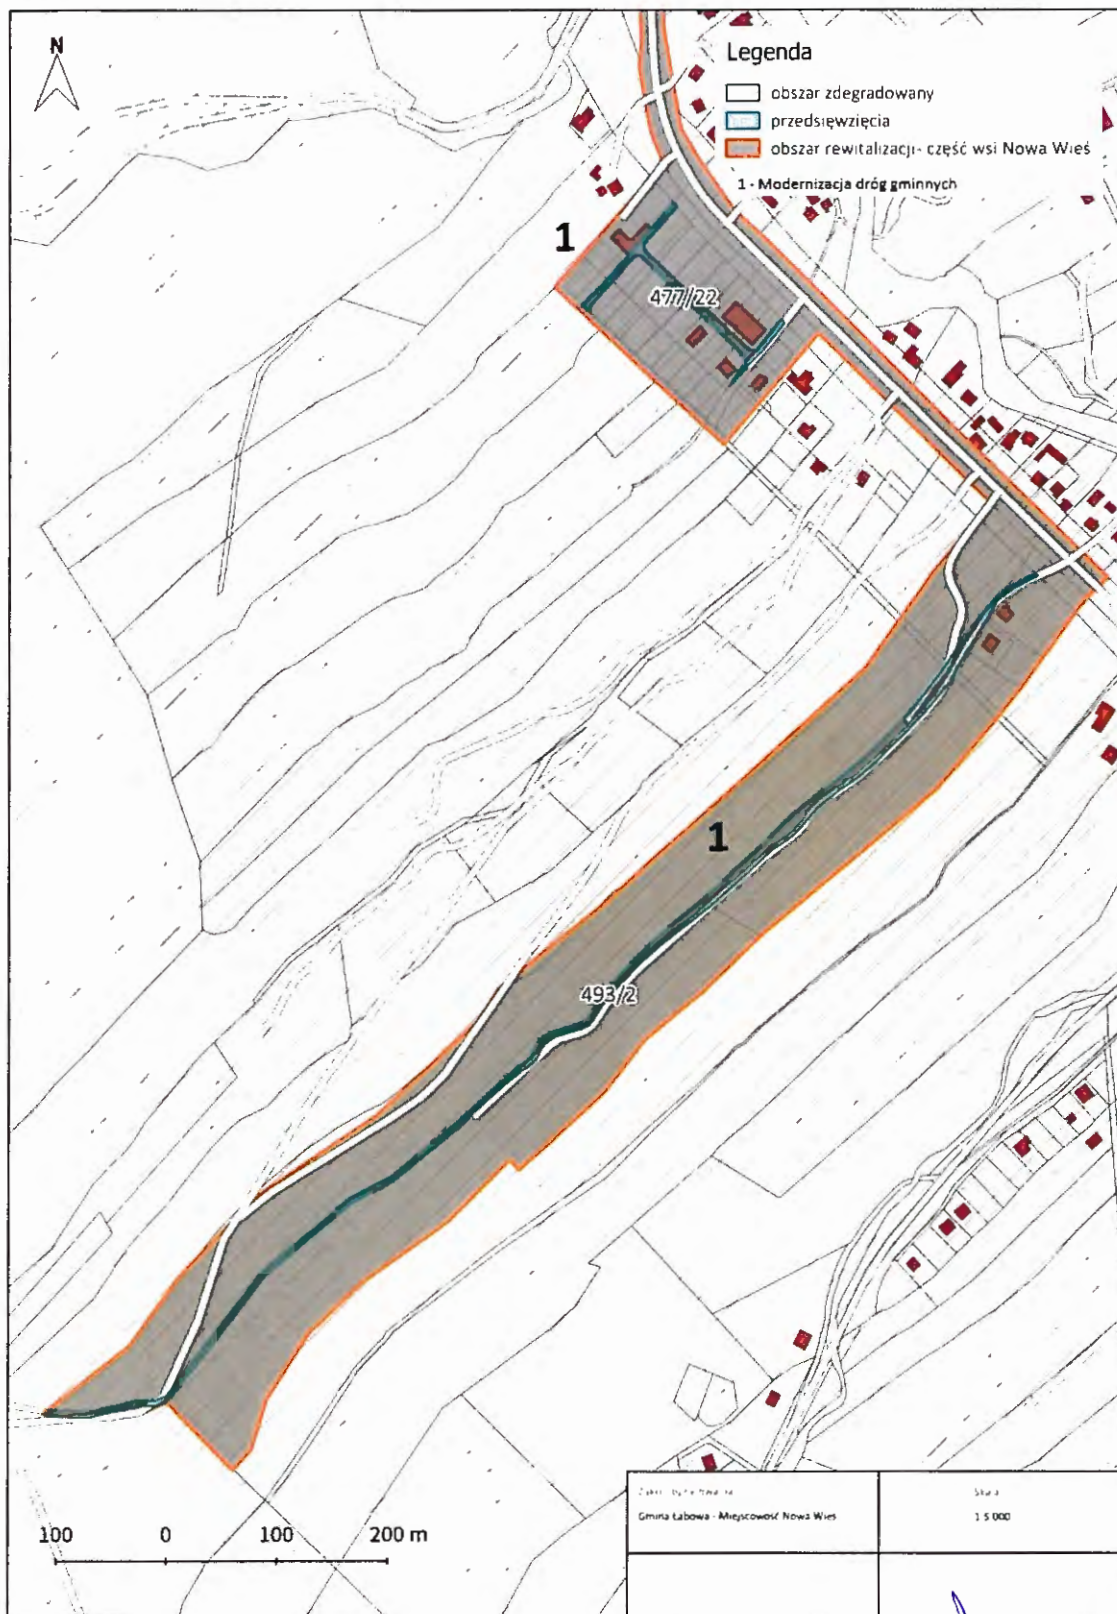 N
Legenda
obszar zdegradowany
przedsięwzięcia
obszar rewitalizacji - część wsi Nowa Wieś
1 - Modernizacja dróg gminnych
1
477/22
1
493/2
100 0 100 200 m
Skala
Gmina Łabowa - Miejscowość Nowa Wieś
1 5 000